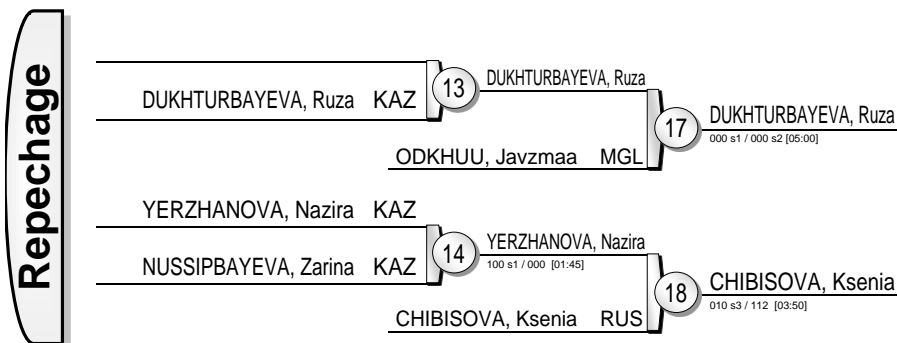 Repechage
DUKHTURBAYEVA, Ruza KAZ
13
DUKHTURBAYEVA, Ruza
ODKHUU, Javzmaa MGL
17
DUKHTURBAYEVA, Ruza
000 s1 / 000 s2 [05:00]
YERZHANOVA, Nazira KAZ
NUSSIPBAYEVA, Zarina KAZ
14
YERZHANOVA, Nazira
100 s1 / 000 [01:45]
CHIBISOVA, Ksenia RUS
18
CHIBISOVA, Ksenia
010 s3 / 112 [03:50]